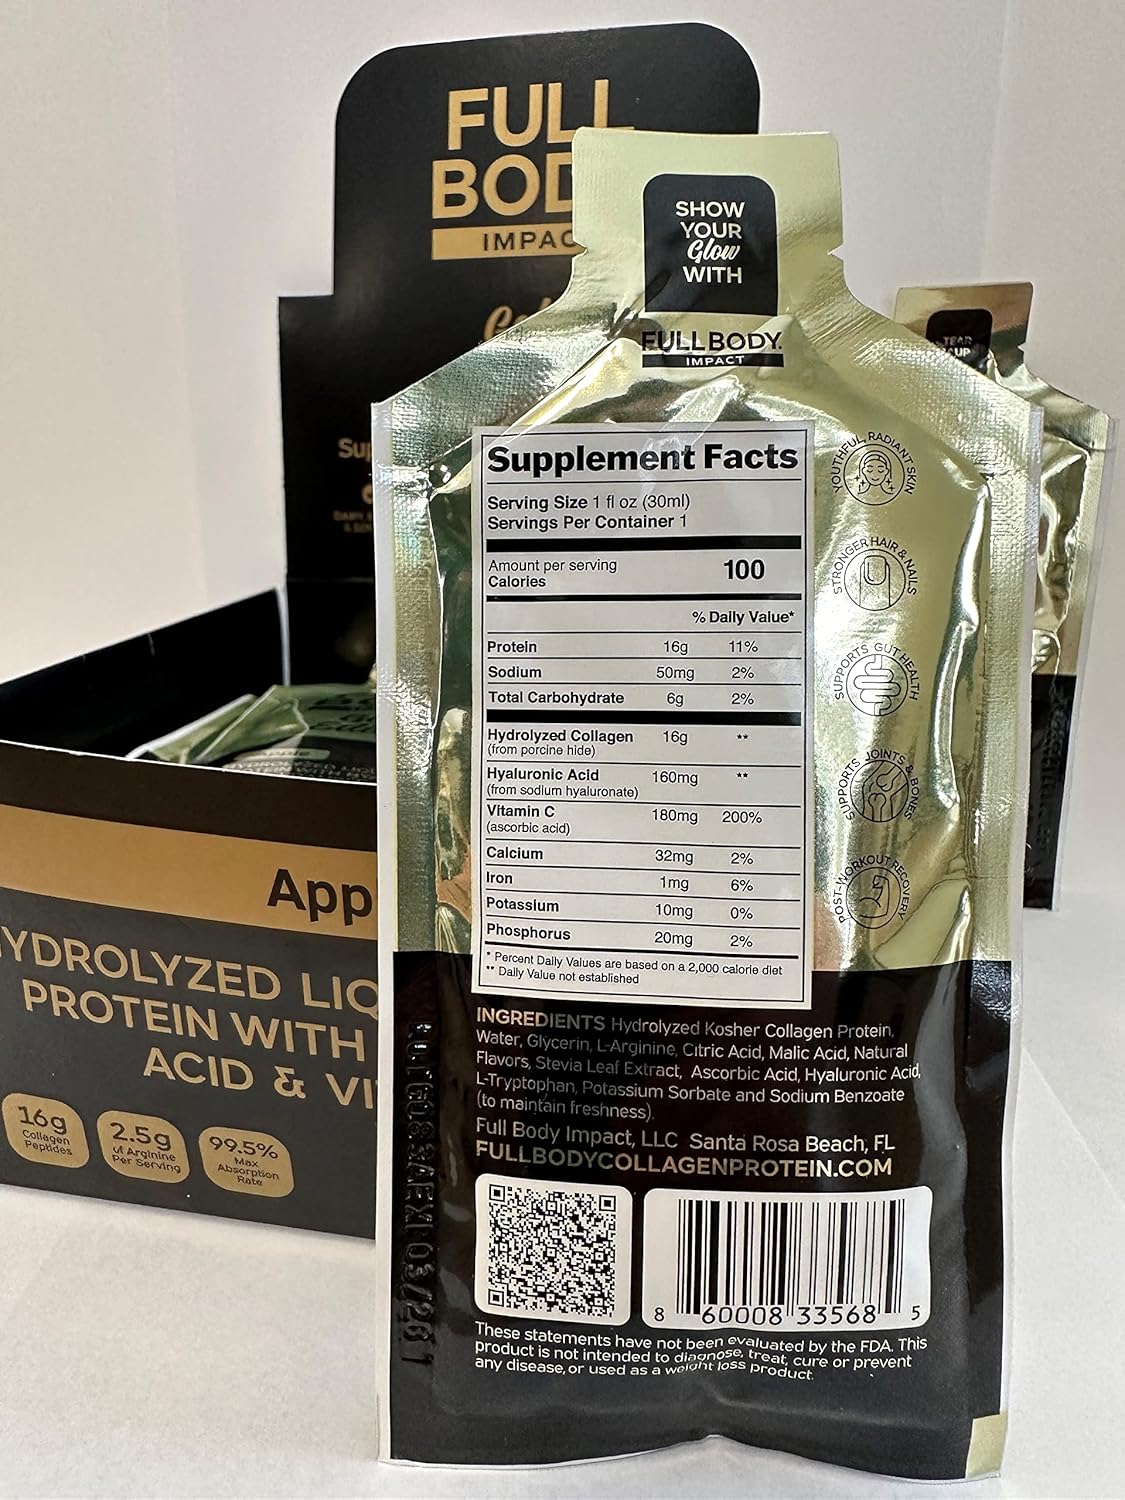 FULL
BOD
IMPAC
Sup
App
HYDROLYZED LIQ
PROTEIN WITH
ACID & VI
16g
Collagen
Peptides
2.5g
of Arginine
Per Serving
99.5%
Max
Absorption
Rate
SHOW
YOUR
Glow
WITH
FULL BODY.
IMPACT
Supplement Facts
Serving Size 1 fl oz (30ml)
Servings Per Container 1
Amount per serving
Calories 100
% Daily Value*
Protein 16g 11%
Sodium 50mg 2%
Total Carbohydrate 6g 2%
Hydrolyzed Collagen 16g **
(from porcine hide)
Hyaluronic Acid 160mg **
(from sodium hyaluronate)
Vitamin C 180mg 200%
(ascorbic acid)
Calcium 32mg 2%
Iron 1mg 6%
Potassium 10mg 0%
Phosphorus 20mg 2%
* Percent Daily Values are based on a 2,000 calorie diet
** Daily Value not established
YOUTHFUL, RADIANT SKIN
STRONGER HAIR & NAILS
SUPPORTS GUT HEALTH
SUPPORTS JOINTS & BONES
POST-WORKOUT RECOVERY
INGREDIENTS Hydrolyzed Kosher Collagen Protein,
Water, Glycerin, L-Arginine, Citric Acid, Malic Acid, Natural
Flavors, Stevia Leaf Extract, Ascorbic Acid, Hyaluronic Acid,
L-Tryptophan, Potassium Sorbate and Sodium Benzoate
(to maintain freshness).
Full Body Impact, LLC Santa Rosa Beach, FL
FULLBODYCOLLAGENPROTEIN.COM
8 60008 33568 5
These statements have not been evaluated by the FDA. This
product is not intended to diagnose, treat, cure or prevent
any disease, or used as a weight loss product.
TEAR